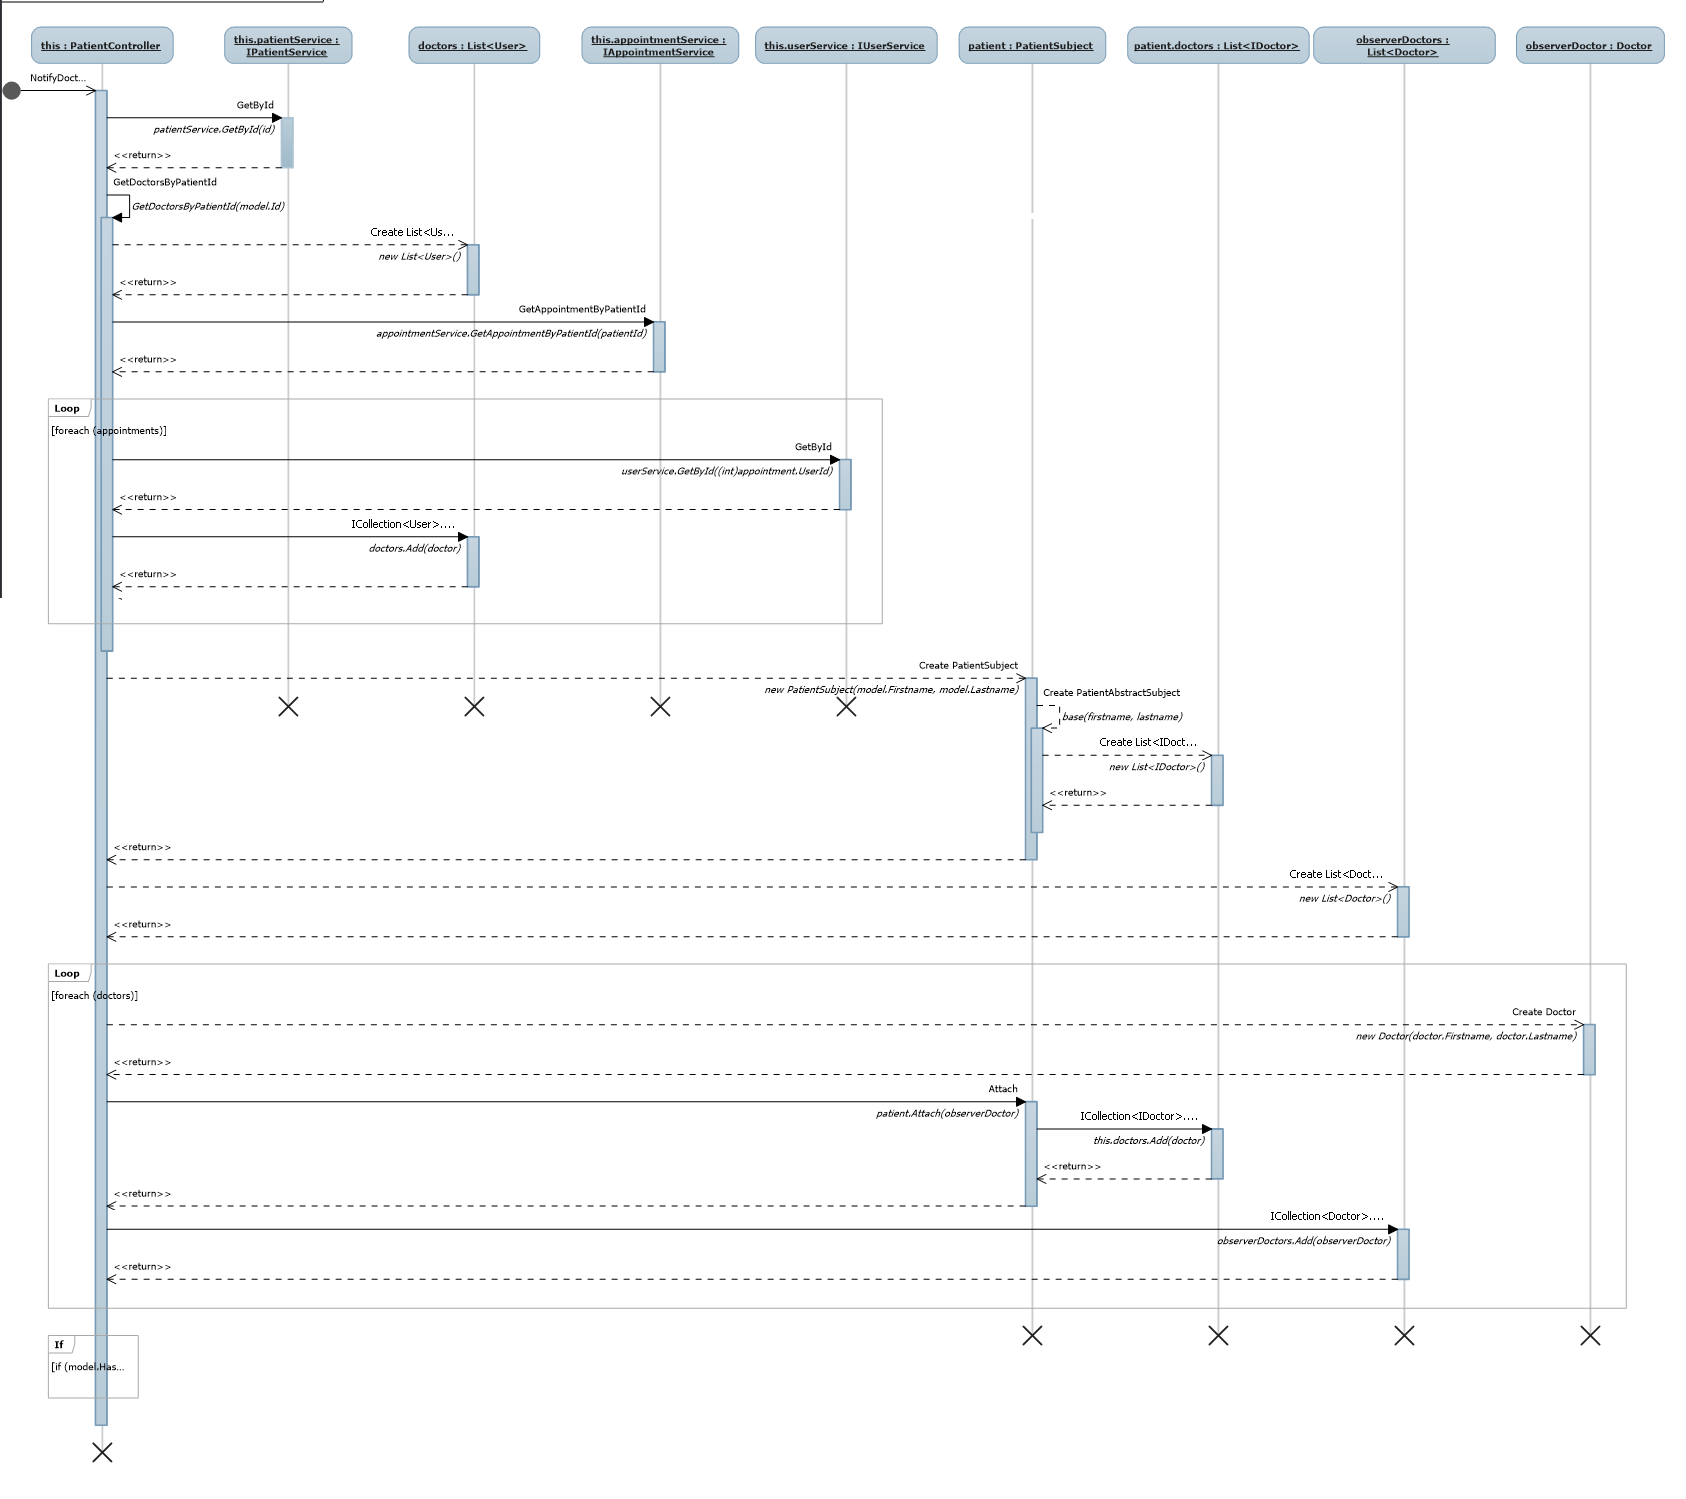 this : PatientController
this.patientService :
IPatientService
doctors : List<User>
this.appointmentService :
IAppointmentService
this.userService : IUserService
patient : PatientSubject
patient.doctors : List<IDoctor>
observerDoctors :
List<Doctor>
observerDoctor : Doctor
NotifyDoct...
GetById
patientService.GetById(id)
<<return>>
GetDoctorsByPatientId
GetDoctorsByPatientId(model.Id)
Create List<Us...
new List<User>()
<<return>>
GetAppointmentByPatientId
appointmentService.GetAppointmentByPatientId(patientId)
<<return>>
Loop
[foreach (appointments)]
GetById
userService.GetById((int)appointment.UserId)
<<return>>
ICollection<User>....
doctors.Add(doctor)
<<return>>
Create PatientSubject
new PatientSubject(model.Firstname, model.Lastname)
Create PatientAbstractSubject
base(firstname, lastname)
Create List<IDoct...
new List<IDoctor>()
<<return>>
<<return>>
Create List<Doct...
new List<Doctor>()
<<return>>
Loop
[foreach (doctors)]
Create Doctor
new Doctor(doctor.Firstname, doctor.Lastname)
<<return>>
Attach
patient.Attach(observerDoctor)
ICollection<IDoctor>....
this.doctors.Add(doctor)
<<return>>
<<return>>
ICollection<Doctor>....
observerDoctors.Add(observerDoctor)
<<return>>
If
[if (model.Has...